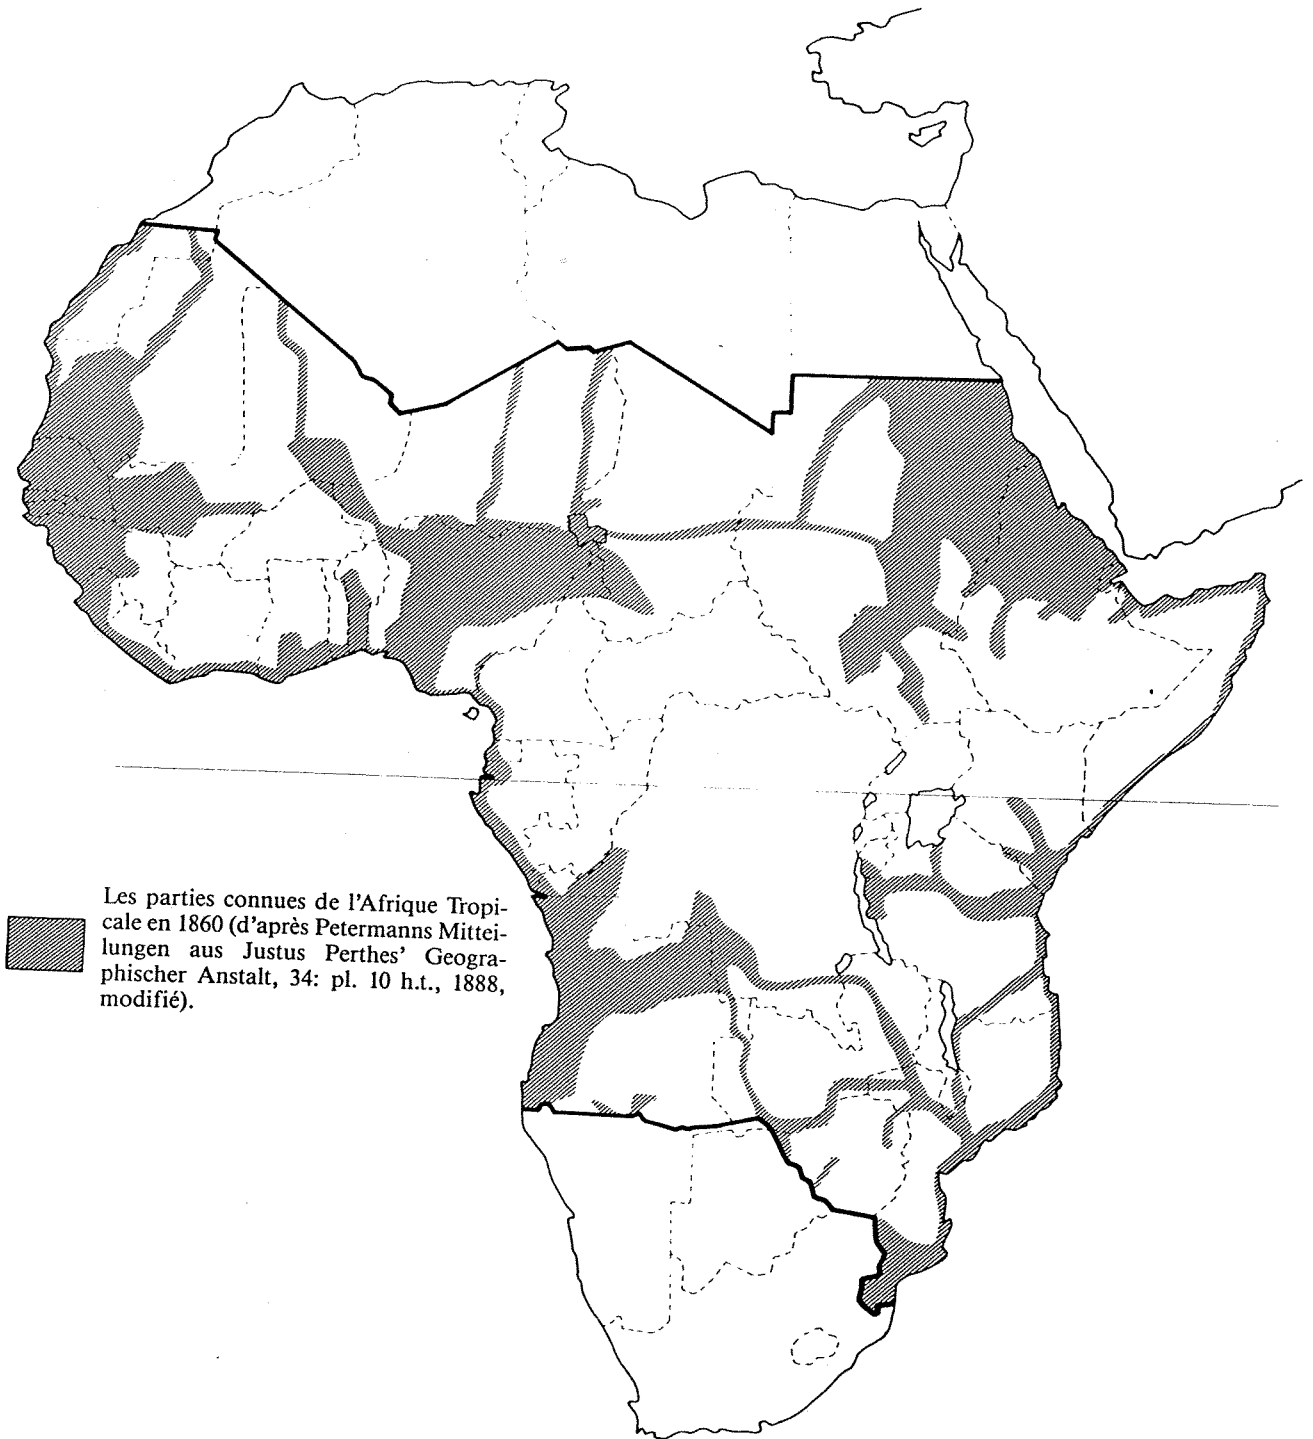 Les parties connues de l'Afrique Tropi-
cale en 1860 (d'après Petermanns Mittei-
lungen aus Justus Perthes' Geogra-
phischer Anstalt, 34: pl. 10 h.t., 1888,
modifié).